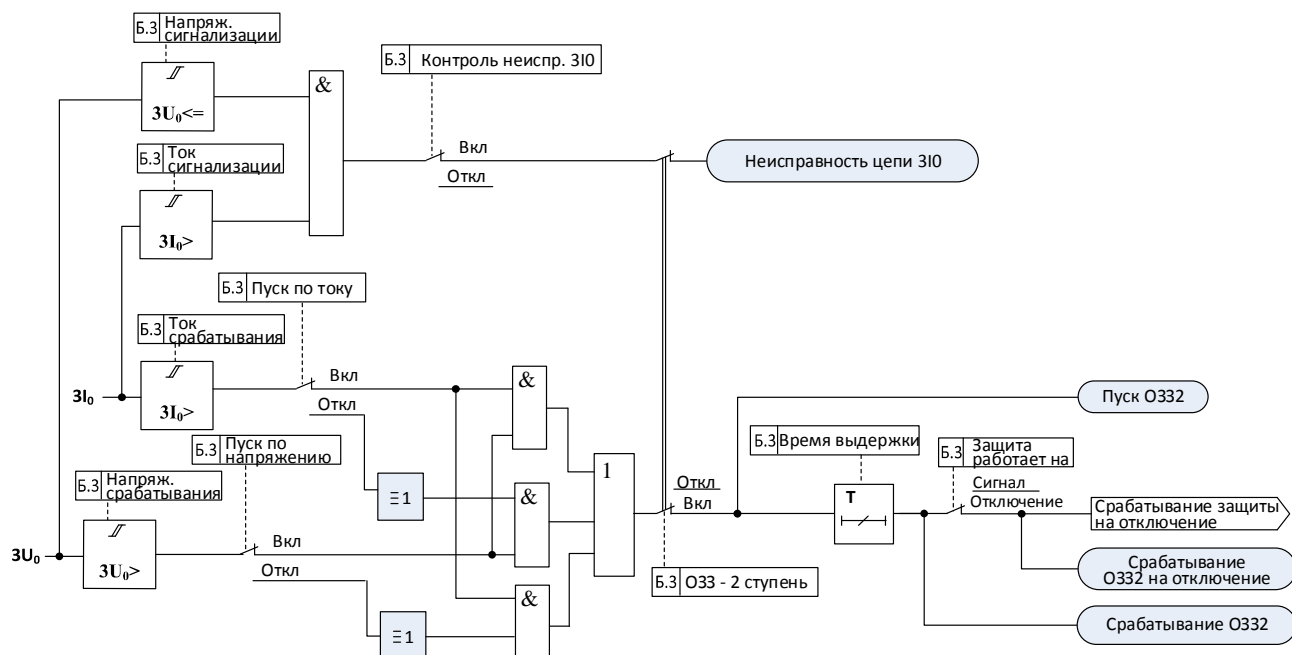 Б.3 Напряж. сигнализации
3U₀<=
&
Б.3 Контроль неиспр. 3I0
Вкл
Откл
Неисправность цепи 3I0
Б.3 Ток сигнализации
3I₀>
Б.3 Пуск по току
Б.3 Ток срабатывания
3I₀
3I₀>
Вкл
Откл
&
Пуск ОЗЗ2
Б.3 Пуск по напряжению
Б.3 Напряж. срабатывания
3U₀
3U₀>
Вкл
Откл
Ξ1
&
Ξ1
&
1
Откл
Вкл
Б.3 ОЗЗ - 2 ступень
Б.3 Время выдержки
T
Б.3 Защита работает на
Сигнал
Отключение
Срабатывание защиты
на отключение
Срабатывание
ОЗЗ2 на отключение
Срабатывание ОЗЗ2